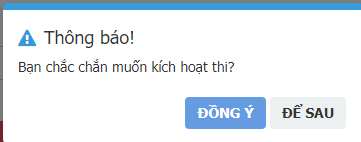 Thông báo!
Bạn chắc chắn muốn kích hoạt thi?
ĐỒNG Ý ĐỂ SAU